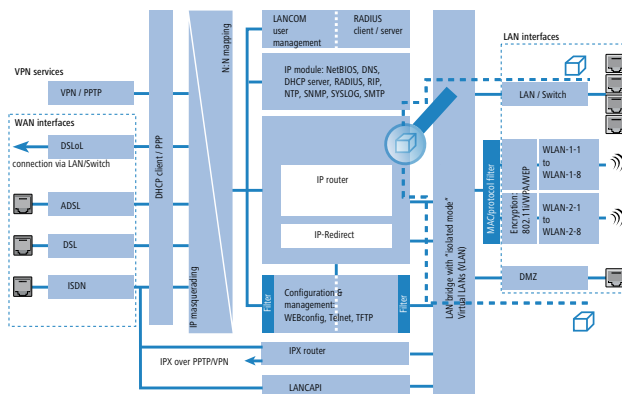 LANCOM
user
management
RADIUS
client / server
LAN interfaces
N:N mapping
VPN services
VPN / PPTP
IP module: NetBIOS, DNS,
DHCP server, RADIUS, RIP,
NTP, SNMP, SYSLOG, SMTP
LAN / Switch
WAN interfaces
DSLoL
connection via LAN/Switch
DHCP client / PPP
MAC/protocol filter
Encryption:
802.11i/WPA/WEP
WLAN-1-1
to
WLAN-1-8
IP router
ADSL
WLAN-2-1
to
WLAN-2-8
DSL
IP-Redirect
IP masquerading
LAN bridge with "isolated mode"
Virtual LANs (VLAN)
ISDN
Filter
Configuration &
management:
WEBconfig, Telnet, TFTP
Filter
DMZ
IPX router
IPX over PPTP/VPN
LANCAPI